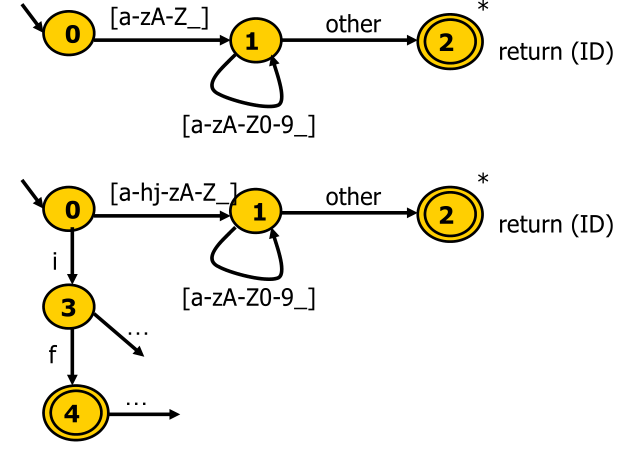 [a-zA-Z_]
other
*
0
1
2
return (ID)
[a-zA-Z0-9_]
[a-hj-zA-Z_]
other
*
0
1
2
return (ID)
i
[a-zA-Z0-9_]
3
...
f
4
...